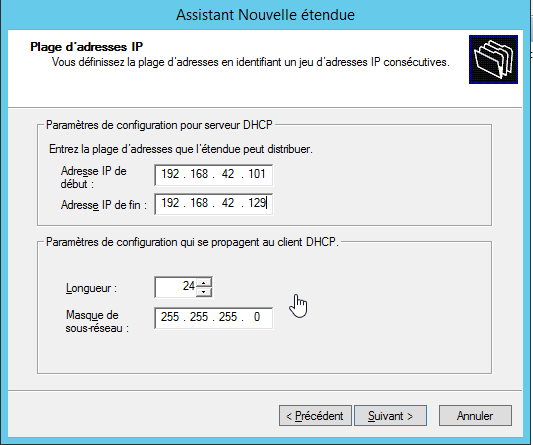 Assistant Nouvelle étendue
Plage d'adresses IP
Vous définissez la plage d'adresses en identifiant un jeu d'adresses IP consécutives.
Paramètres de configuration pour serveur DHCP
Entrez la plage d'adresses que l'étendue peut distribuer.
Adresse IP de
début :
192 . 168 . 42 . 101
Adresse IP de fin :
192 . 168 . 42 . 129
Paramètres de configuration qui se propagent au client DHCP.
Longueur :
24
Masque de
sous-réseau :
255 . 255 . 255 . 0
< Précédent
Suivant >
Annuler